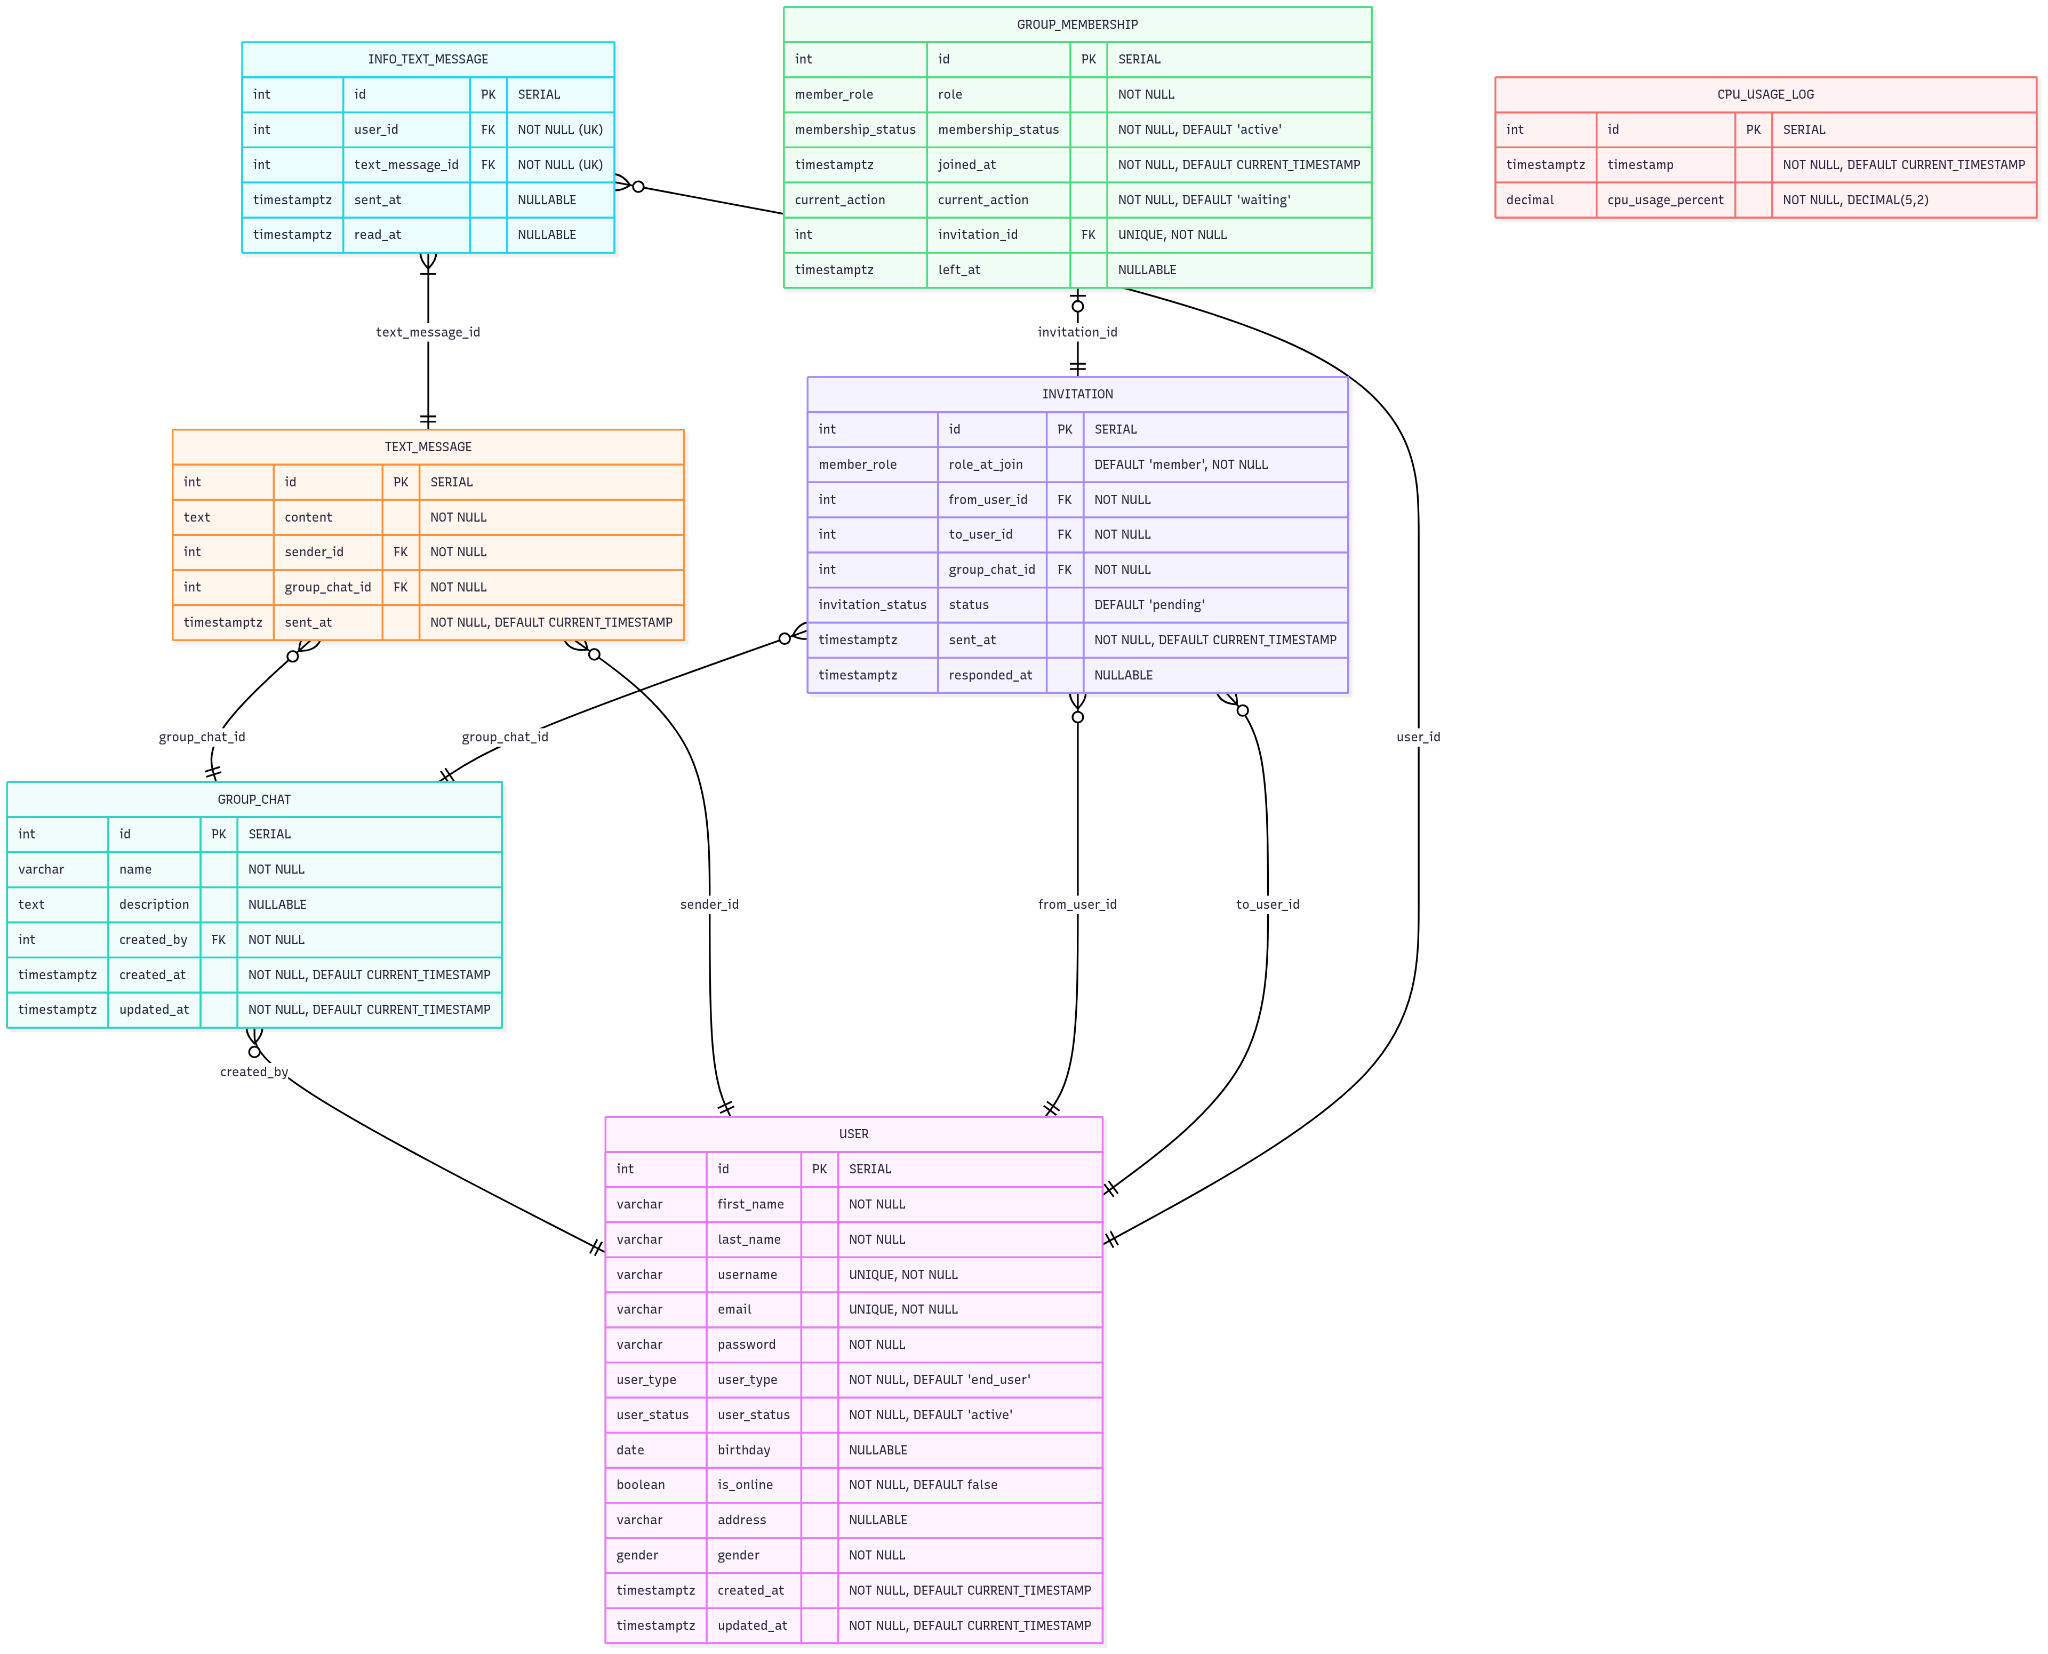 GROUP_MEMBERSHIP
int id PK SERIAL
member_role role NOT NULL
membership_status membership_status NOT NULL, DEFAULT 'active'
timestamptz joined_at NOT NULL, DEFAULT CURRENT_TIMESTAMP
current_action current_action NOT NULL, DEFAULT 'waiting'
int invitation_id FK UNIQUE, NOT NULL
timestamptz left_at NULLABLE
INFO_TEXT_MESSAGE
int id PK SERIAL
int user_id FK NOT NULL (UK)
int text_message_id FK NOT NULL (UK)
timestamptz sent_at NULLABLE
timestamptz read_at NULLABLE
CPU_USAGE_LOG
int id PK SERIAL
timestamptz timestamp NOT NULL, DEFAULT CURRENT_TIMESTAMP
decimal cpu_usage_percent NOT NULL, DECIMAL(5,2)
text_message_id
invitation_id
INVITATION
int id PK SERIAL
member_role role_at_join DEFAULT 'member', NOT NULL
int from_user_id FK NOT NULL
int to_user_id FK NOT NULL
int group_chat_id FK NOT NULL
invitation_status status DEFAULT 'pending'
timestamptz sent_at NOT NULL, DEFAULT CURRENT_TIMESTAMP
timestamptz responded_at NULLABLE
TEXT_MESSAGE
int id PK SERIAL
text content NOT NULL
int sender_id FK NOT NULL
int group_chat_id FK NOT NULL
timestamptz sent_at NOT NULL, DEFAULT CURRENT_TIMESTAMP
group_chat_id
group_chat_id
user_id
GROUP_CHAT
int id PK SERIAL
varchar name NOT NULL
text description NULLABLE
int created_by FK NOT NULL
timestamptz created_at NOT NULL, DEFAULT CURRENT_TIMESTAMP
timestamptz updated_at NOT NULL, DEFAULT CURRENT_TIMESTAMP
sender_id
from_user_id
to_user_id
created_by
USER
int id PK SERIAL
varchar first_name NOT NULL
varchar last_name NOT NULL
varchar username UNIQUE, NOT NULL
varchar email UNIQUE, NOT NULL
varchar password NOT NULL
user_type user_type NOT NULL, DEFAULT 'end_user'
user_status user_status NOT NULL, DEFAULT 'active'
date birthday NULLABLE
boolean is_online NOT NULL, DEFAULT false
varchar address NULLABLE
gender gender NOT NULL
timestamptz created_at NOT NULL, DEFAULT CURRENT_TIMESTAMP
timestamptz updated_at NOT NULL, DEFAULT CURRENT_TIMESTAMP